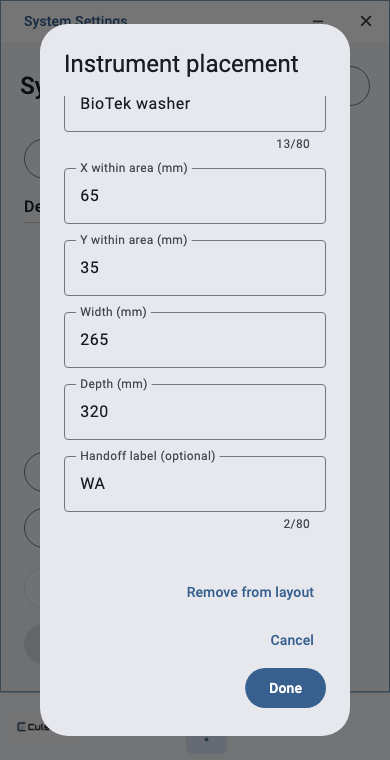 System Settings
Sy
Instrument placement
BioTek washer
13/80
X within area (mm)
65
De
Y within area (mm)
35
Width (mm)
265
Depth (mm)
320
Handoff label (optional)
WA
2/80
Remove from layout
Cancel
Done